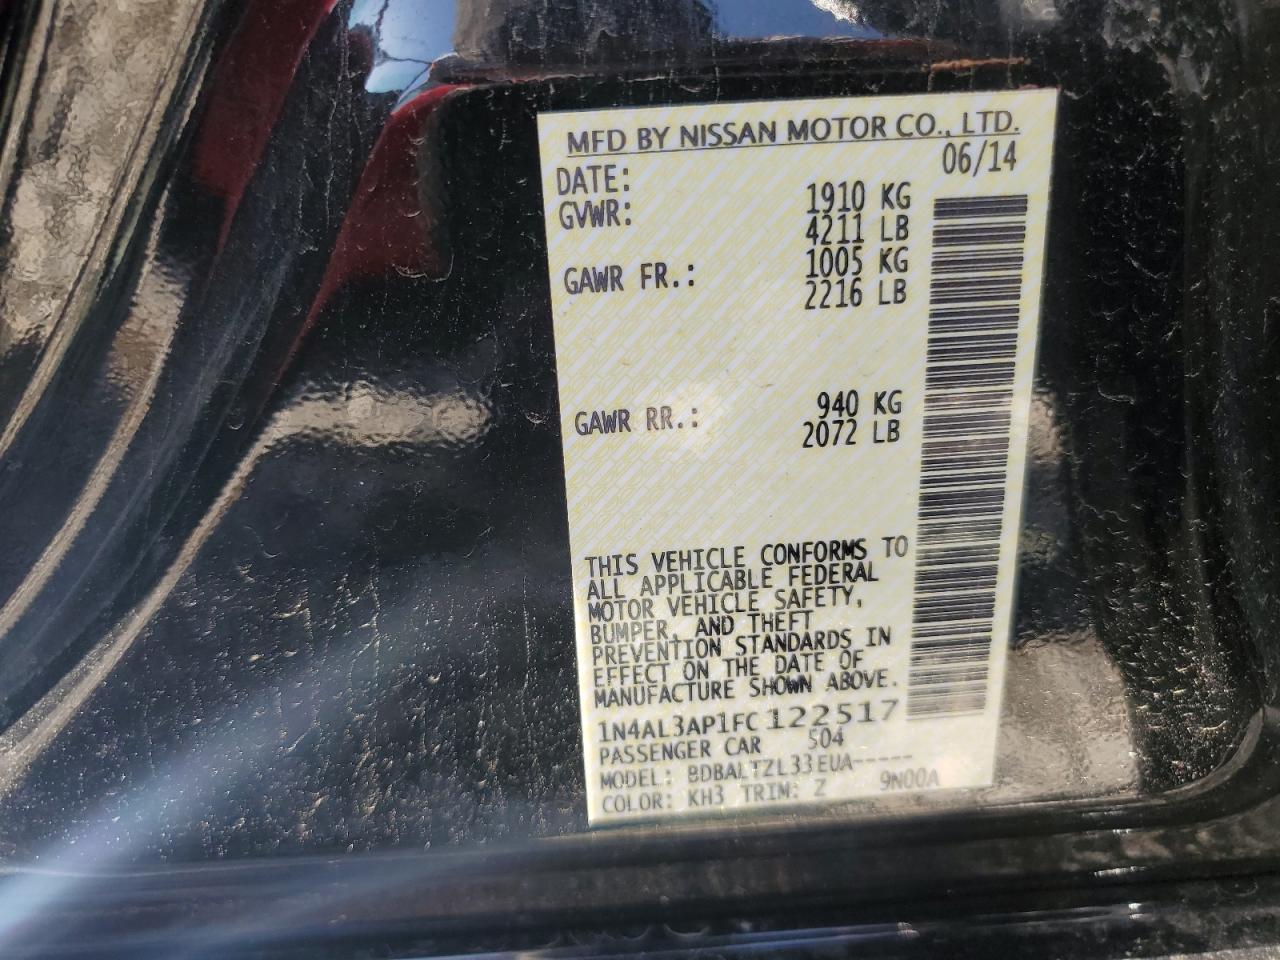 MFD BY NISSAN MOTOR CO., LTD.
DATE: 06/14
GVWR: 1910 KG
4211 LB
GAWR FR.: 1005 KG
2216 LB
GAWR RR.: 940 KG
2072 LB
THIS VEHICLE CONFORMS TO
ALL APPLICABLE FEDERAL
MOTOR VEHICLE SAFETY,
BUMPER, AND THEFT
PREVENTION STANDARDS IN
EFFECT ON THE DATE OF
MANUFACTURE SHOWN ABOVE.
1N4AL3AP1FC122517
PASSENGER CAR 504
MODEL: BDBALTZL33EUA-----
COLOR: KH3 TRIM: Z 9N00A